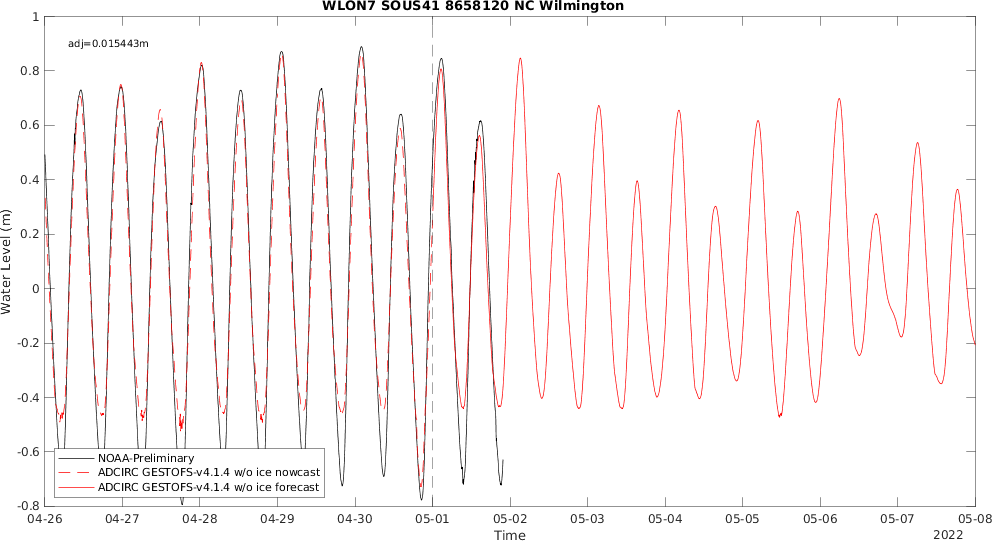 WLON7 SOUS41 8658120 NC Wilmington
adj=0.015443m
1
0.8
0.6
0.4
0.2
0
-0.2
-0.4
-0.6
-0.8
Water Level (m)
NOAA-Preliminary
ADCIRC GESTOFS-v4.1.4 w/o ice nowcast
ADCIRC GESTOFS-v4.1.4 w/o ice forecast
04-26 04-27 04-28 04-29 04-30 05-01 05-02 05-03 05-04 05-05 05-06 05-07 05-08
Time
2022